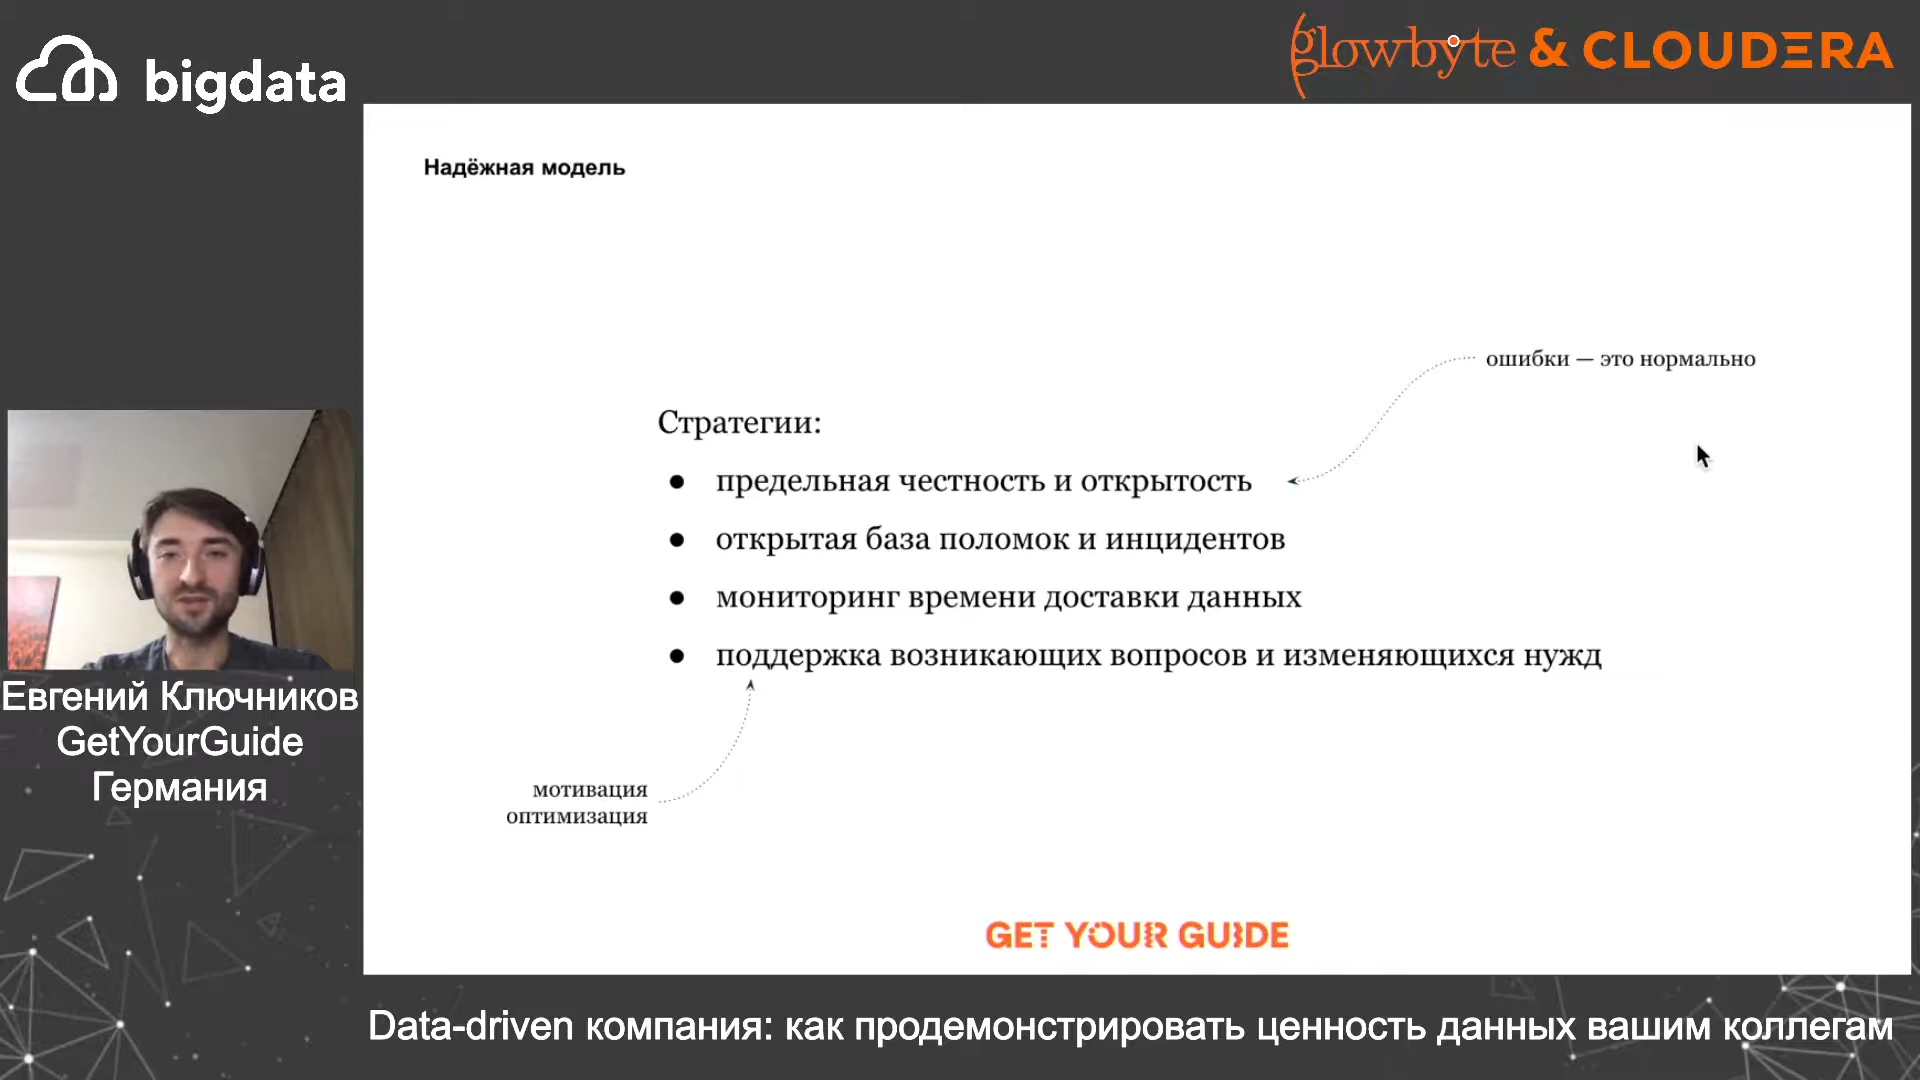 bigdata
glowbyte & CLOUDERA
Надёжная модель
ошибки — это нормально
Стратегии:
● предельная честность и открытость
● открытая база поломок и инцидентов
● мониторинг времени доставки данных
● поддержка возникающих вопросов и изменяющихся нужд
мотивация
оптимизация
GET YOUR GUIDE
Евгений Ключников
GetYourGuide
Германия
Data-driven компания: как продемонстрировать ценность данных вашим коллегам